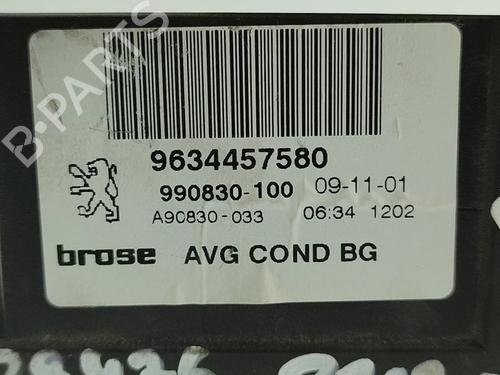 B-PARTS
9634457580
990830-100 09-11-01
A90830-033 06:34 1202
brose AVG COND BG